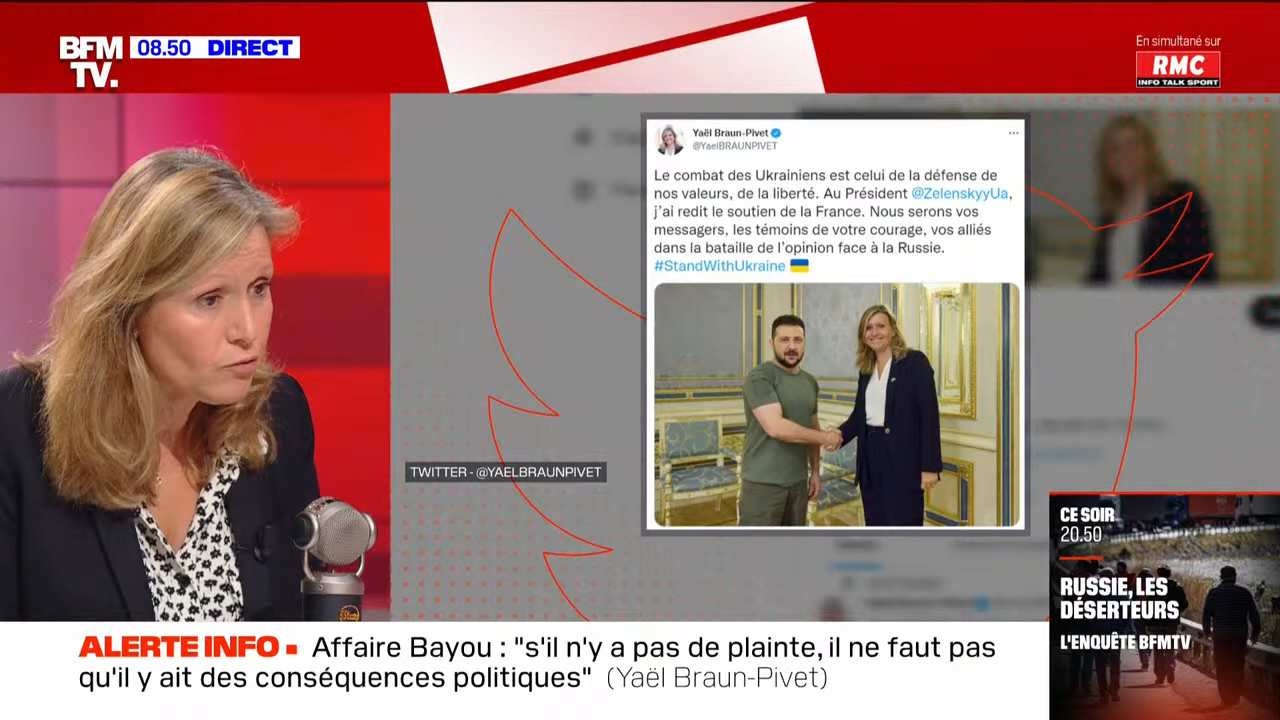 BFM
TV.
08.50 DIRECT
En simultané sur
RMC
INFO TALK SPORT
Yaël Braun-Pivet
@YaelBRAUNPIVET
Le combat des Ukrainiens est celui de la défense de
nos valeurs, de la liberté. Au Président @ZelenskyyUa,
j'ai redit le soutien de la France. Nous serons vos
messagers, les témoins de votre courage, vos alliés
dans la bataille de l'opinion face à la Russie.
#StandWithUkraine
TWITTER - @YAELBRAUNPIVET
CE SOIR
20.50
RUSSIE, LES
DÉSERTEURS
L'ENQUÊTE BFMTV
ALERTE INFO Affaire Bayou : "s'il n'y a pas de plainte, il ne faut pas
qu'il y ait des conséquences politiques" (Yaël Braun-Pivet)